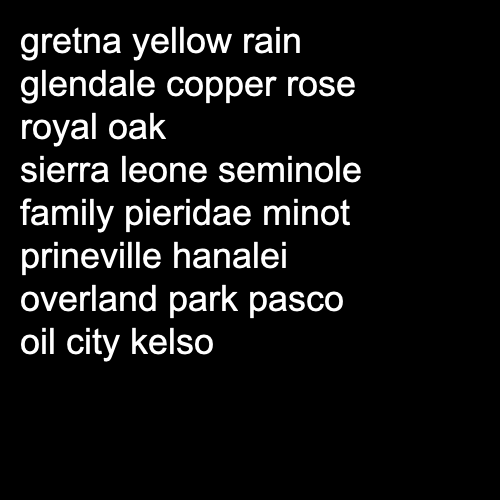 gretna yellow rain
glendale copper rose
royal oak
sierra leone seminole
family pieridae minot
prineville hanalei
overland park pasco
oil city kelso